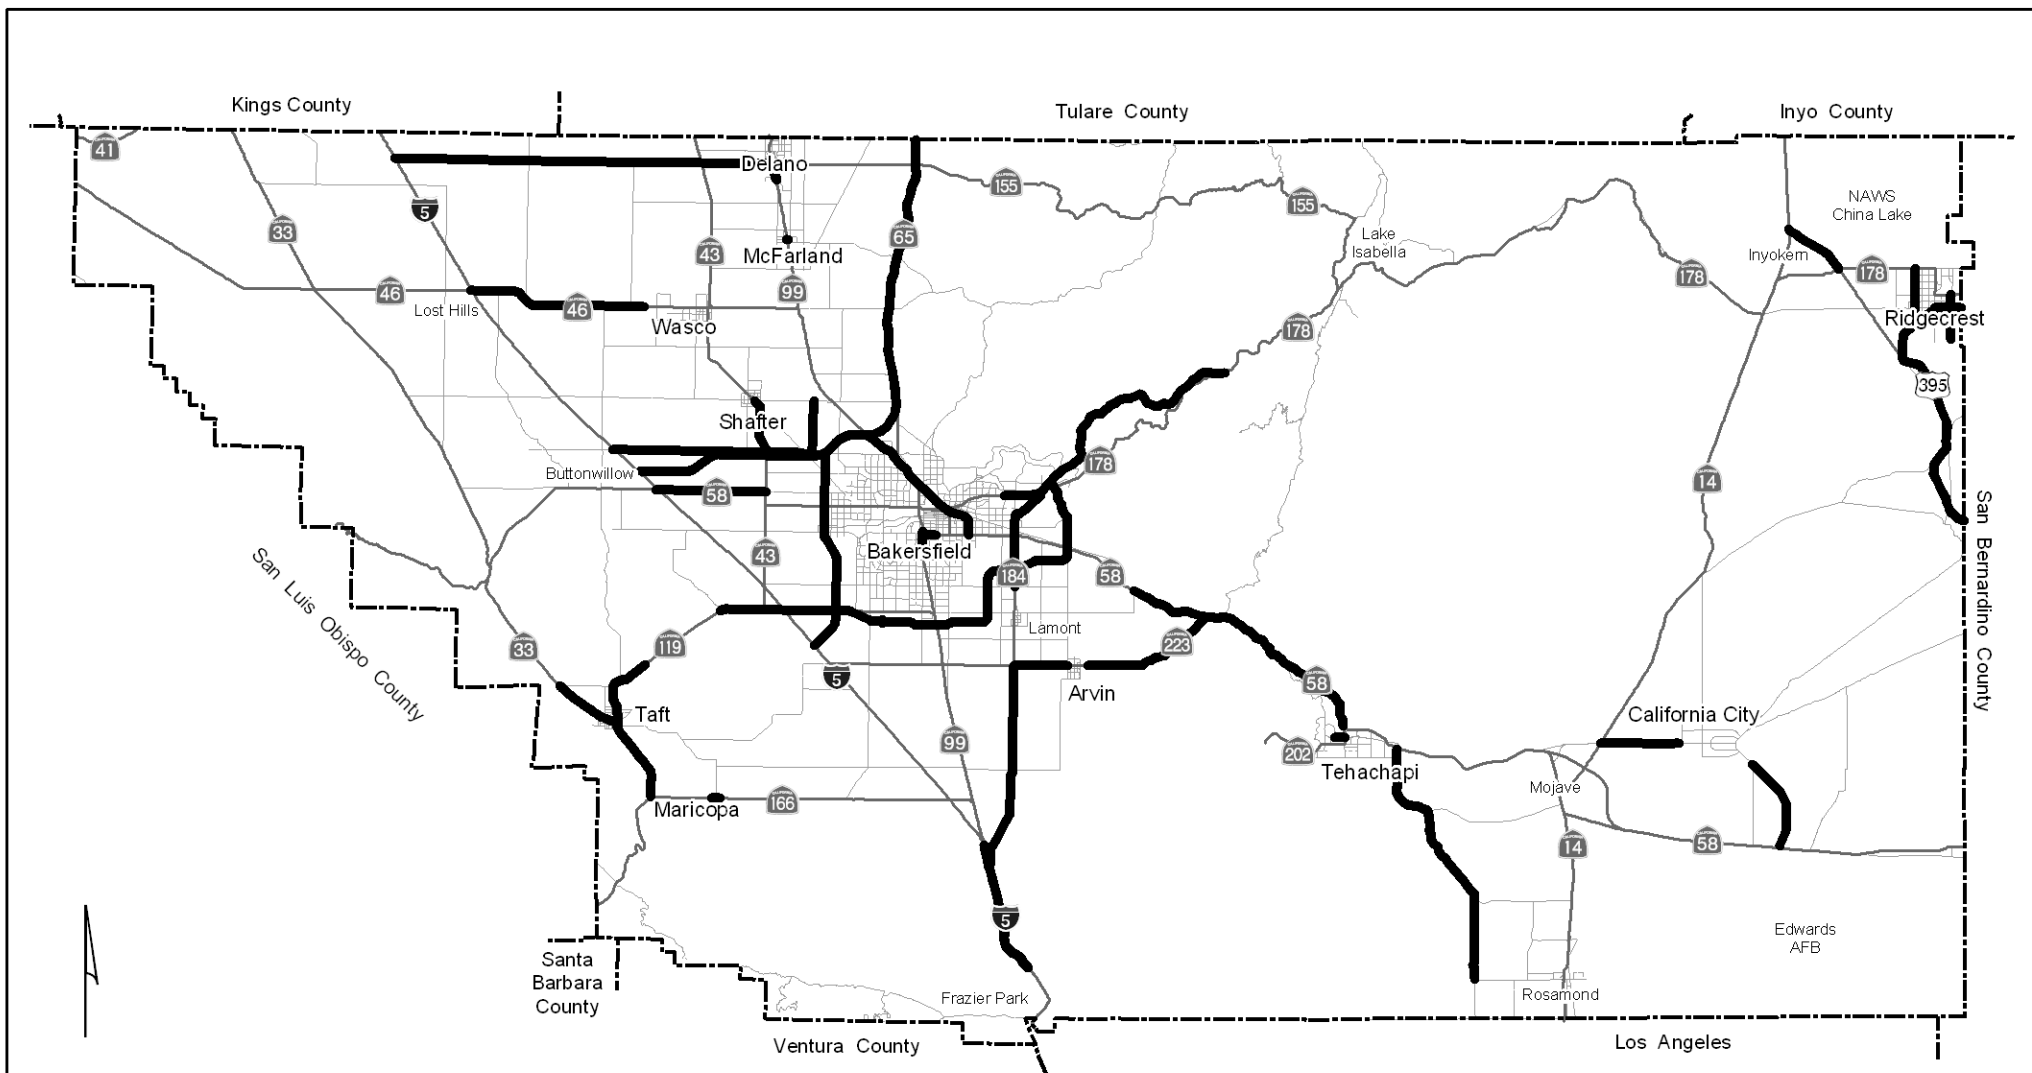 Kings County
Tulare County
Inyo County
41
Delano
155
155
5
33
65
NAWS
China Lake
43
McFarland
Lake
Isabella
Inyokern
178
178
46
Lost Hills
46
99
Wasco
178
Ridgecrest
395
Shafter
Buttonwillow
58
178
14
Bakersfield
43
184
58
San Luis Obispo County
San Bernardino County
33
119
Lamont
223
5
Arvin
58
Taft
California City
99
202
Tehachapi
Mojave
Maricopa
166
14
58
5
Edwards
AFB
Santa
Barbara
County
Frazier Park
Rosamond
Ventura County
Los Angeles